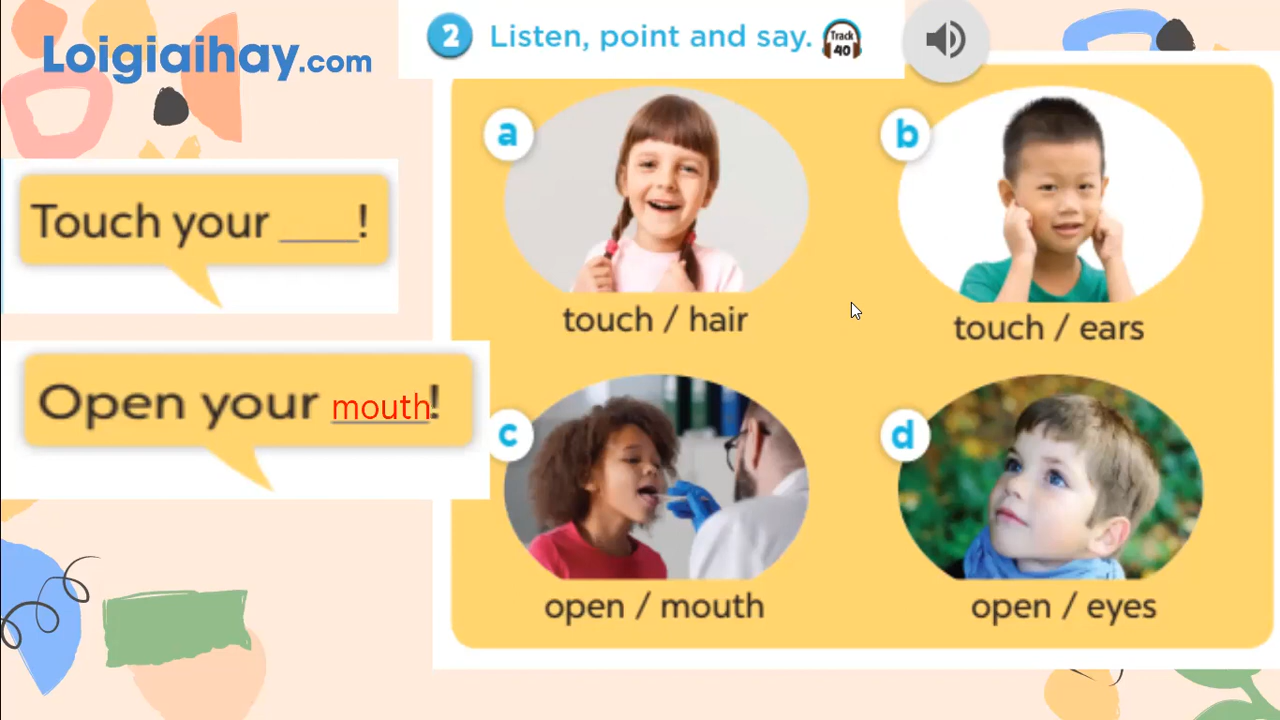 Loigiaihay.com
2 Listen, point and say. Track 40
Touch your ____!
Open your mouth!
a
touch / hair
b
touch / ears
c
open / mouth
d
open / eyes